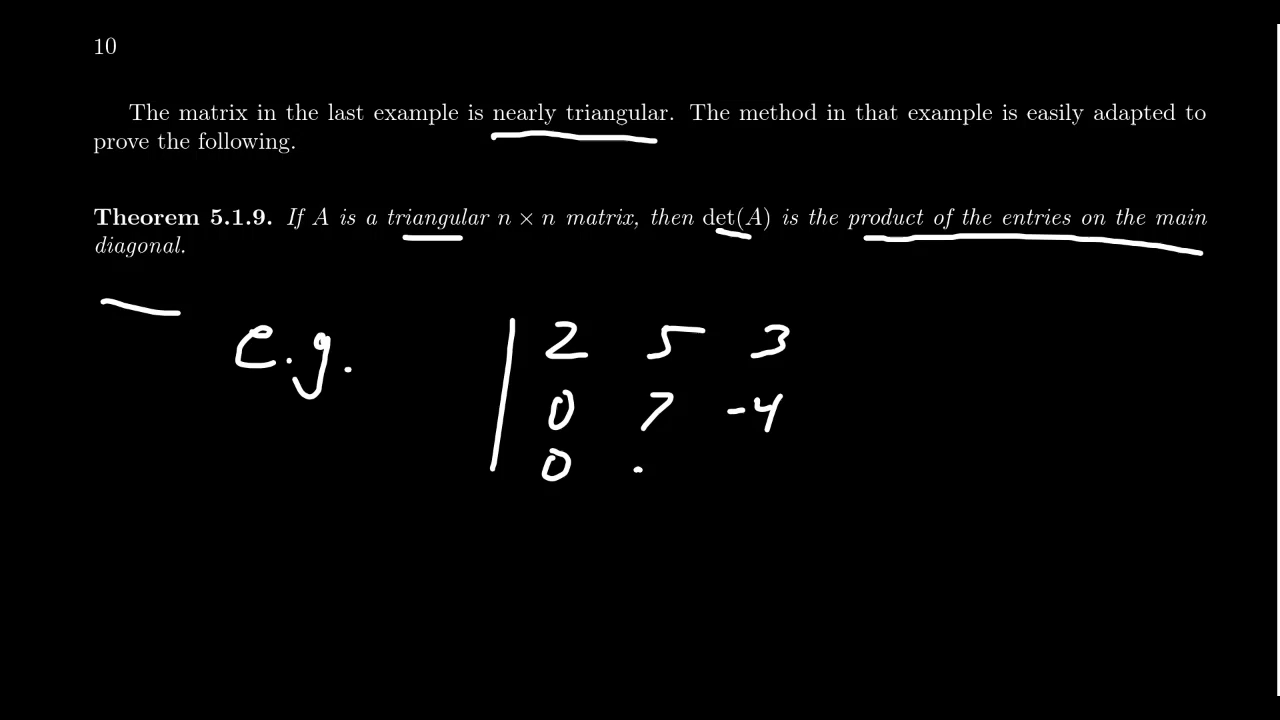 10
The matrix in the last example is nearly triangular. The method in that example is easily adapted to
prove the following.
Theorem 5.1.9. If A is a triangular n × n matrix, then det(A) is the product of the entries on the main
diagonal.
e.g.
2 5 3
0 7 -4
0